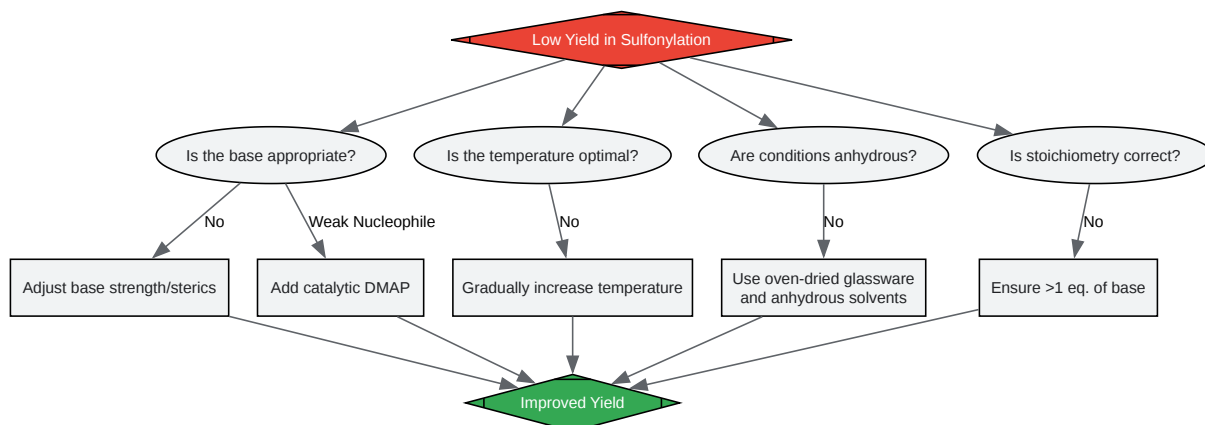 Low Yield in Sulfonylation
Is the base appropriate?
Is the temperature optimal?
Are conditions anhydrous?
Is stoichiometry correct?
No
Weak Nucleophile
No
No
No
Adjust base strength/sterics
Add catalytic DMAP
Gradually increase temperature
Use oven-dried glassware
and anhydrous solvents
Ensure >1 eq. of base
Improved Yield